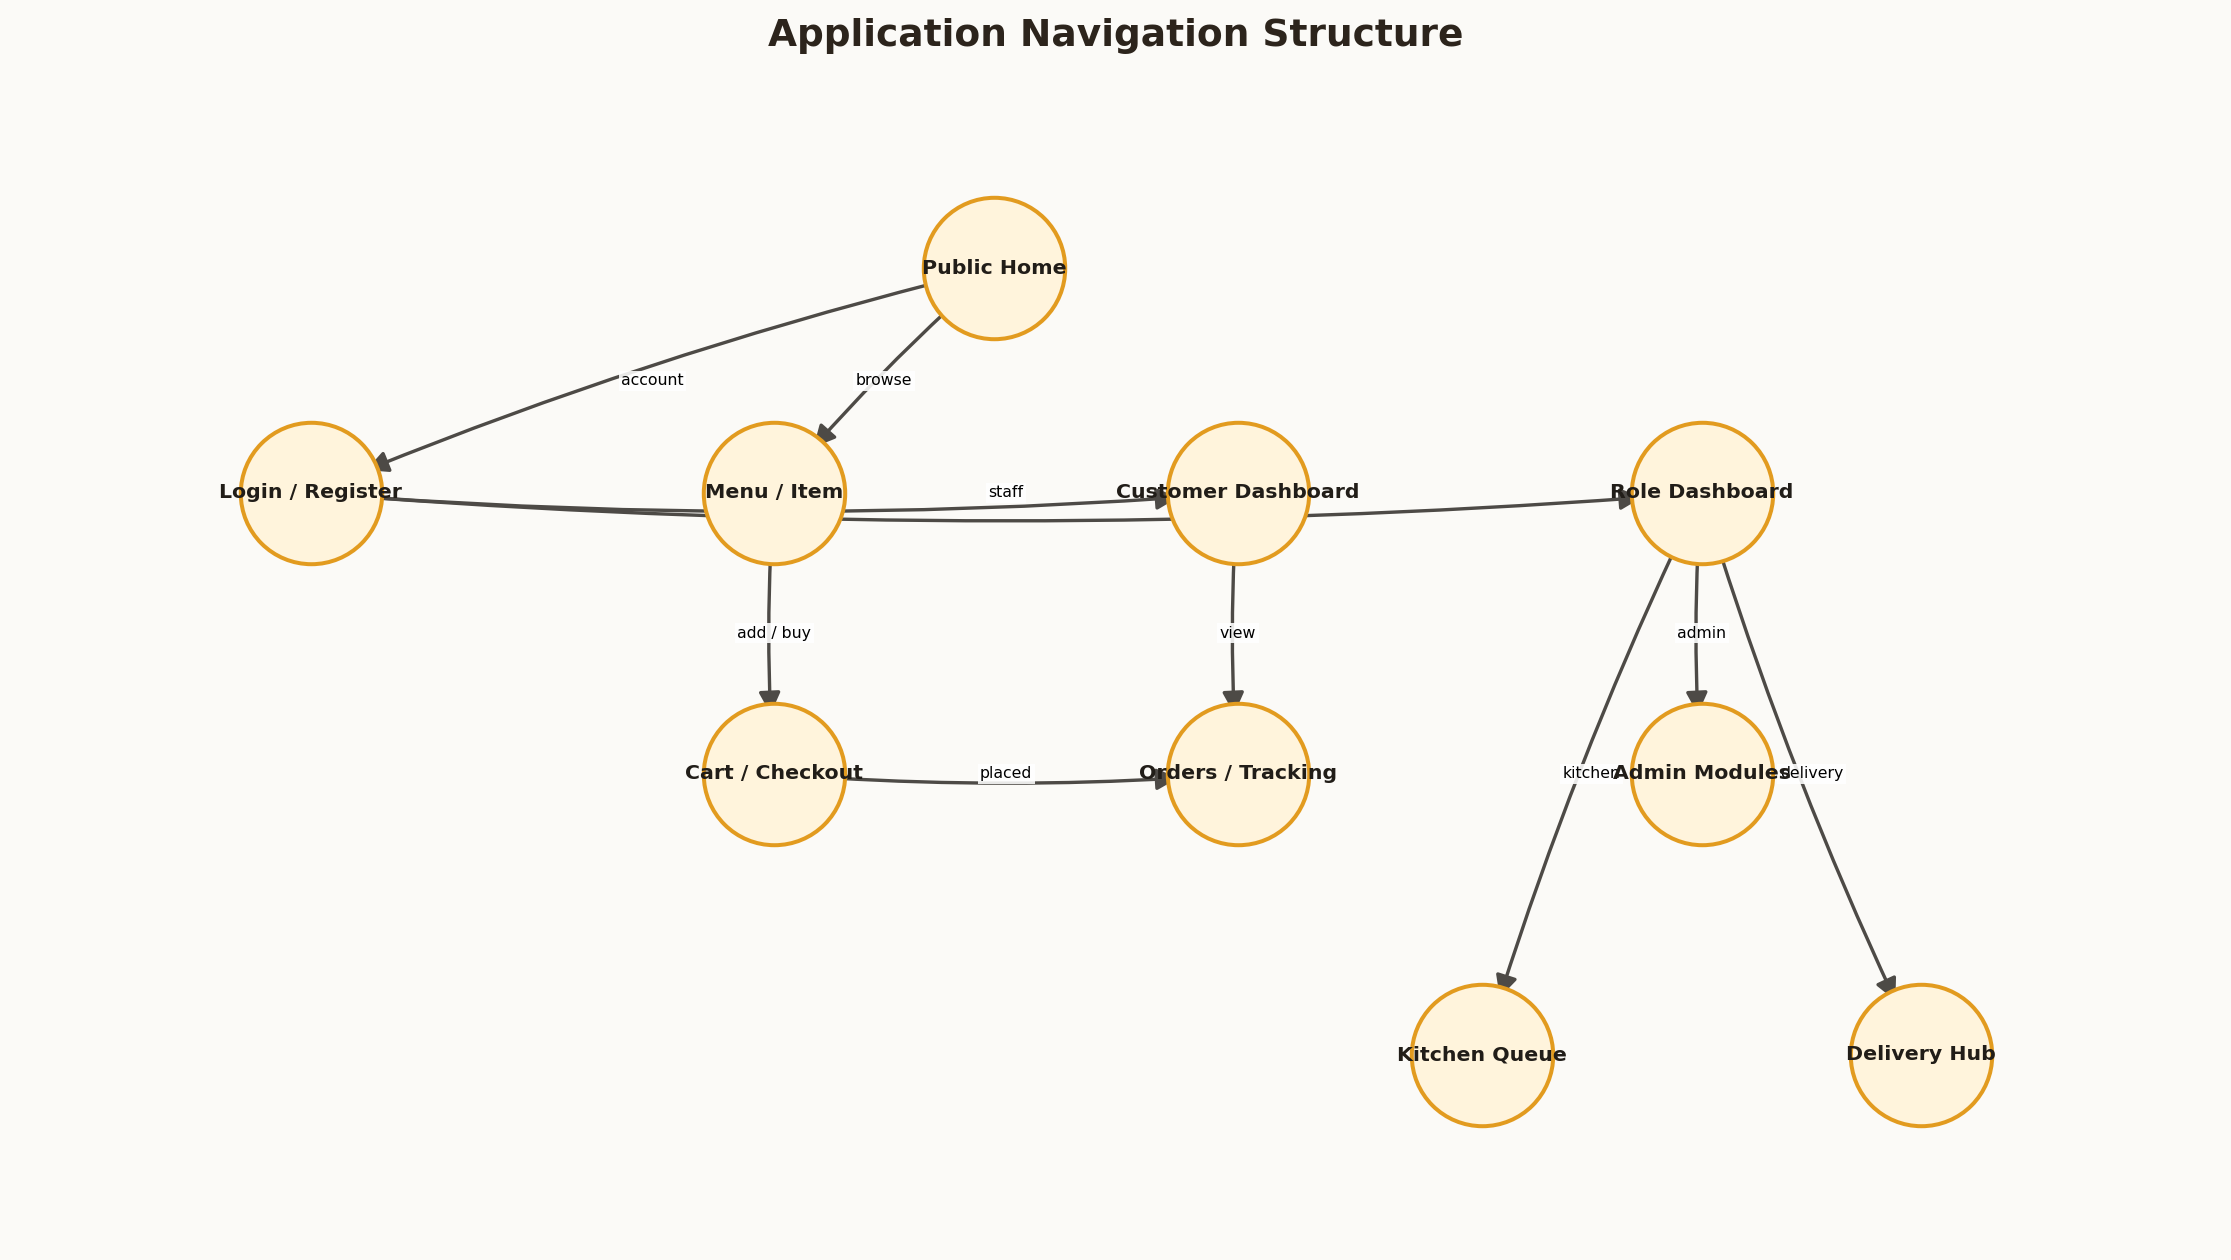 Application Navigation Structure
Public Home
account
browse
Login / Register
Menu / Item
staff
Customer Dashboard
Role Dashboard
add / buy
view
admin
Cart / Checkout
placed
Orders / Tracking
kitchen
Admin Modules
delivery
Kitchen Queue
Delivery Hub